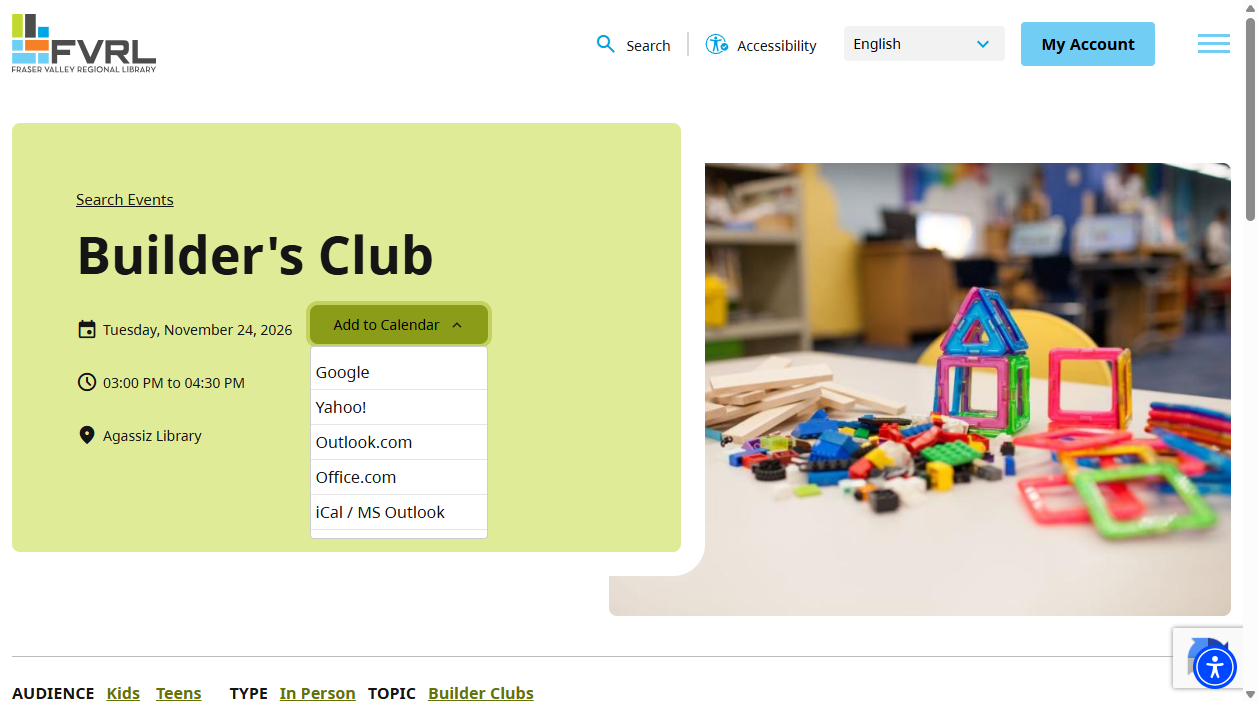 FVRL
FRASER VALLEY REGIONAL LIBRARY
Search
Accessibility
English
My Account
Search Events
Builder's Club
Tuesday, November 24, 2026
Add to Calendar
03:00 PM to 04:30 PM
Agassiz Library
Google
Yahoo!
Outlook.com
Office.com
iCal / MS Outlook
AUDIENCE Kids Teens TYPE In Person TOPIC Builder Clubs